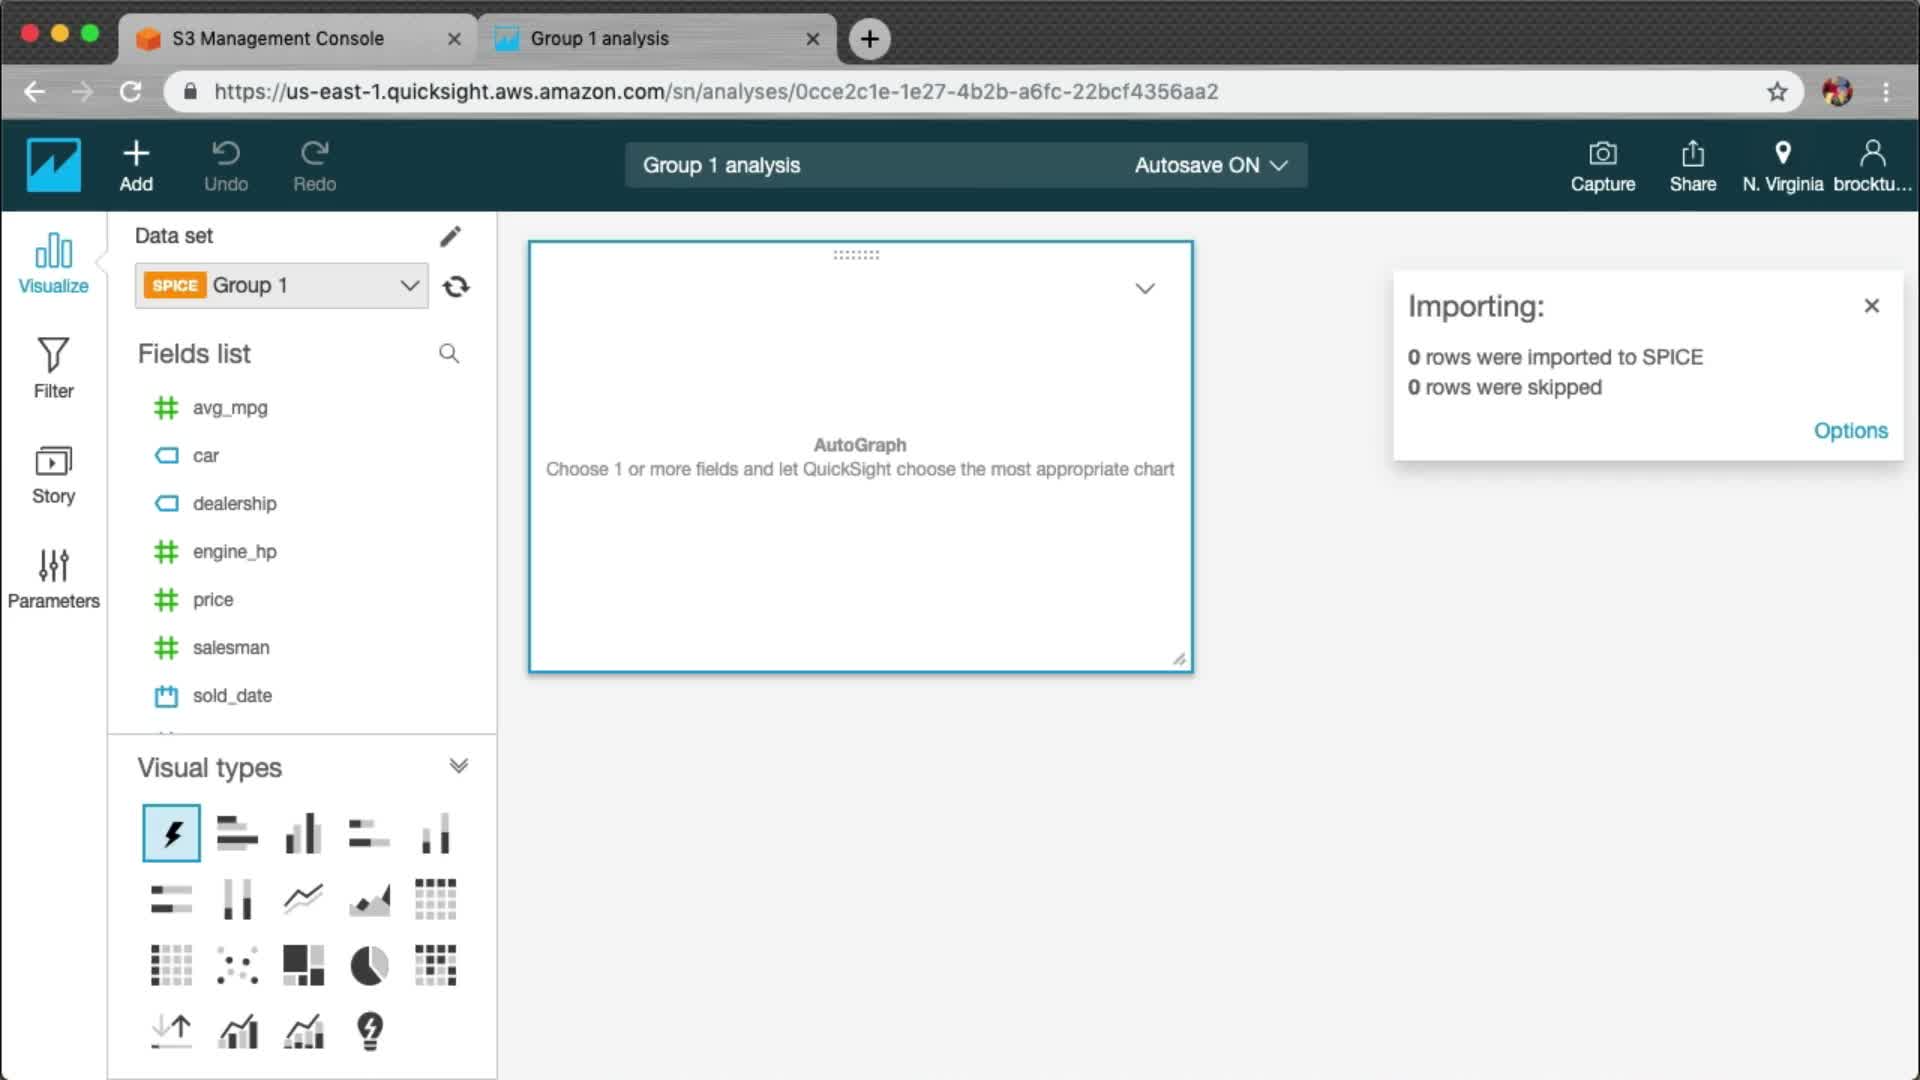 S3 Management Console
Group 1 analysis
https://us-east-1.quicksight.aws.amazon.com/sn/analyses/0cce2c1e-1e27-4b2b-a6fc-22bcf4356aa2
Add
Undo
Redo
Group 1 analysis
Autosave ON
Capture
Share
N. Virginia
brocktu...
Visualize
Filter
Story
Parameters
Data set
SPICE Group 1
Fields list
avg_mpg
car
dealership
engine_hp
price
salesman
sold_date
Visual types
AutoGraph
Choose 1 or more fields and let QuickSight choose the most appropriate chart
Importing:
0 rows were imported to SPICE
0 rows were skipped
Options